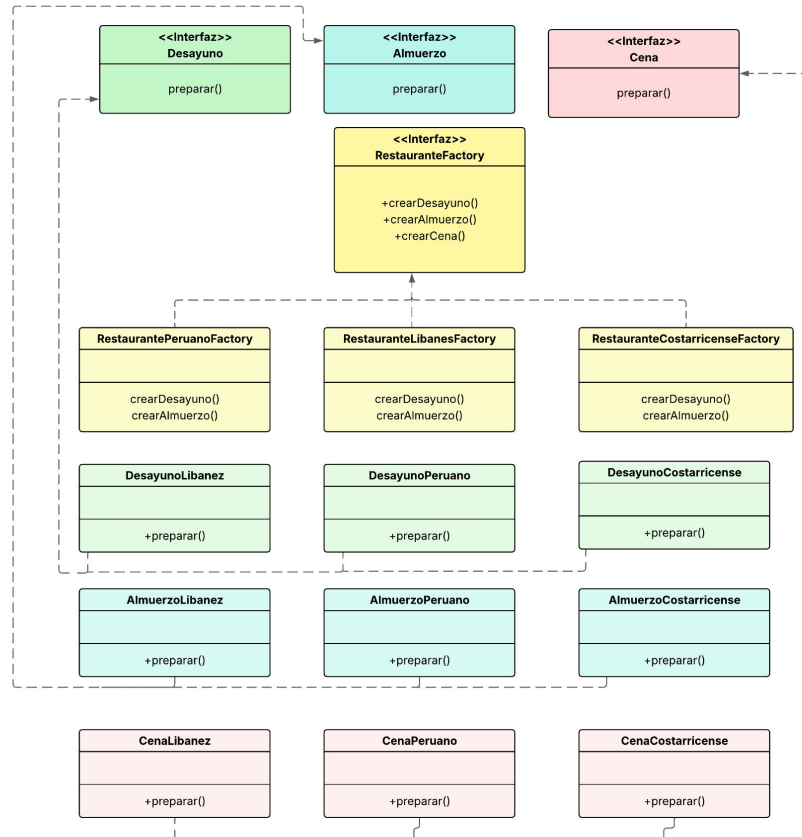 <<Interfaz>>
Desayuno
preparar()
<<Interfaz>>
Almuerzo
preparar()
<<Interfaz>>
Cena
preparar()
<<Interfaz>>
RestauranteFactory
+crearDesayuno()
+crearAlmuerzo()
+crearCena()
RestaurantePeruanoFactory
crearDesayuno()
crearAlmuerzo()
RestauranteLibanesFactory
crearDesayuno()
crearAlmuerzo()
RestauranteCostarricenseFactory
crearDesayuno()
crearAlmuerzo()
DesayunoLibanez
+preparar()
DesayunoPeruano
+preparar()
DesayunoCostarricense
+preparar()
AlmuerzoLibanez
+preparar()
AlmuerzoPeruano
+preparar()
AlmuerzoCostarricense
+preparar()
CenaLibanez
+preparar()
CenaPeruano
+preparar()
CenaCostarricense
+preparar()